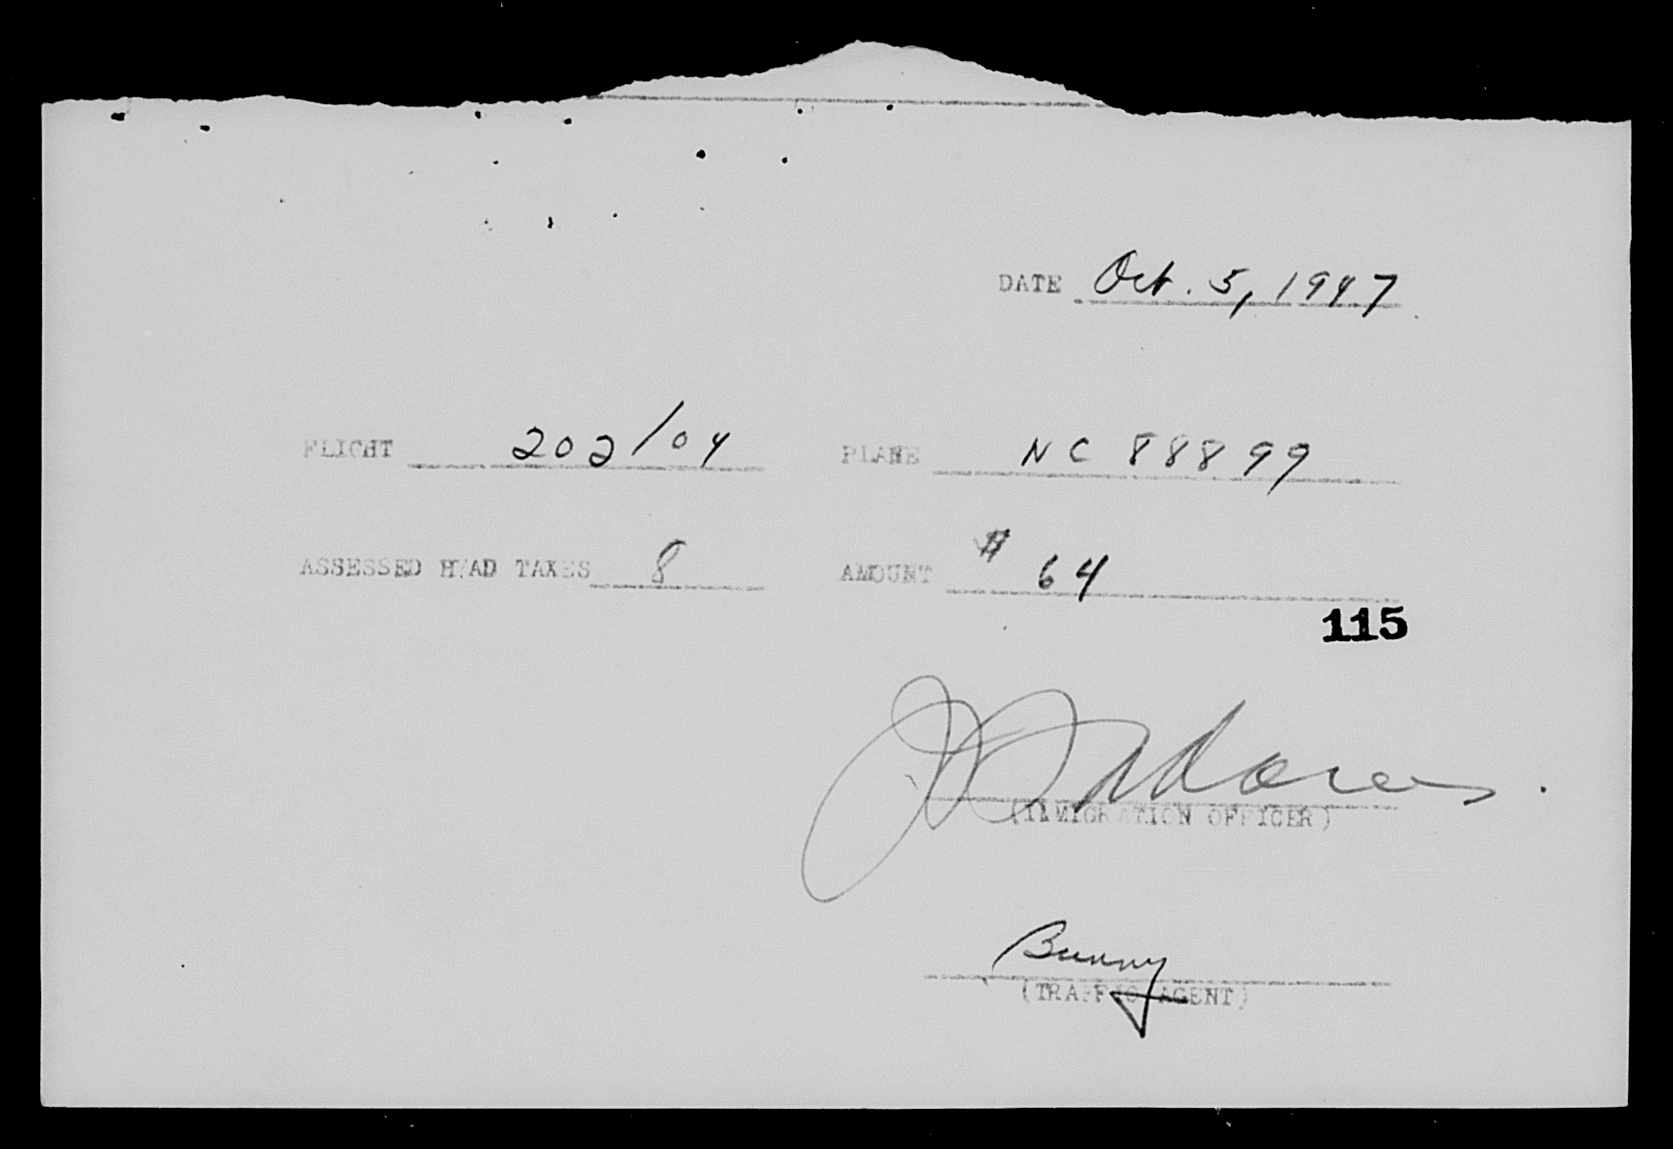 DATE Oct. 5, 1947
FLIGHT 202/04 PLANE NC 88899
ASSESSED HEAD TAXES 8 AMOUNT $ 64
115
(IMMIGRATION OFFICER)
Bunny
(TRAFFIC AGENT)